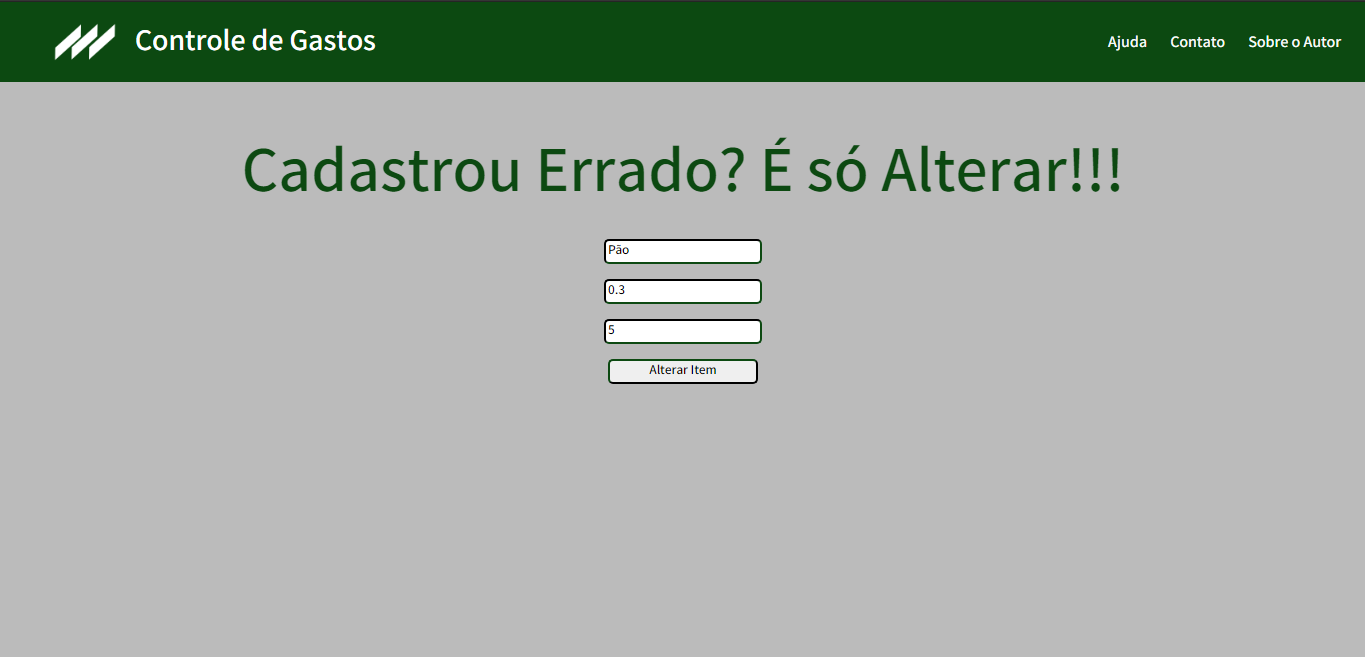 Controle de Gastos
Ajuda Contato Sobre o Autor
Cadastrou Errado? É só Alterar!!!
Pão
0.3
5
Alterar Item